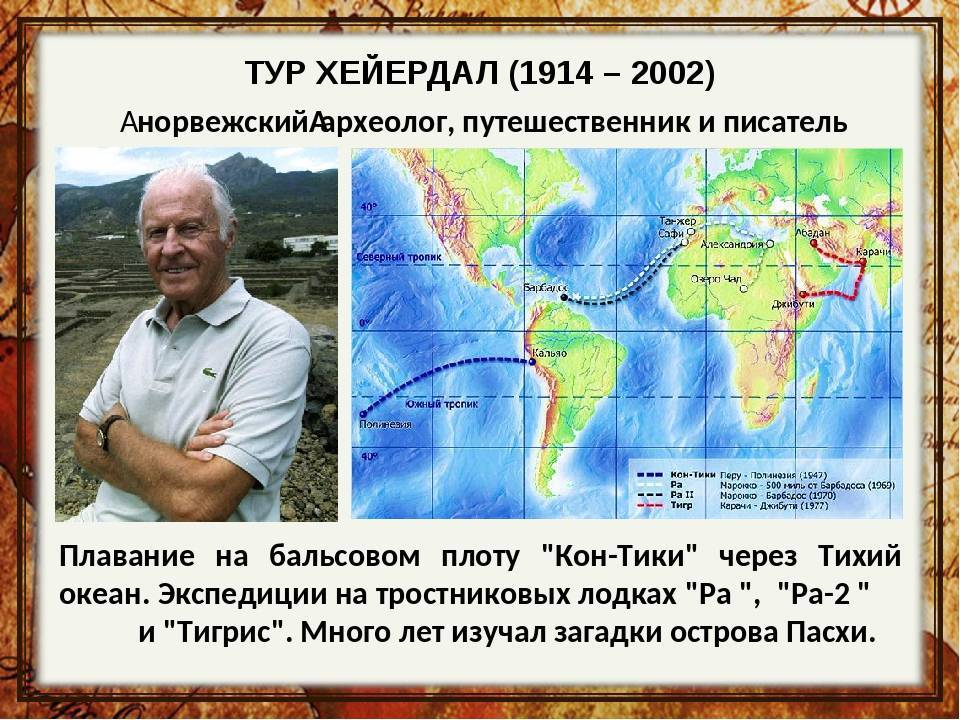 Вагата
ТУР ХЕЙЕРДАЛ (1914 – 2002)
АнорвежскийАархеолог, путешественник и писатель
40°
Северный тропик
0°
Южный тропик
40°
Танжер
Сафи
Александрия
Абадан
Карачи
Озеро Чад
Джибути
Барбадос
Кальяо
Полинезия
Кон-Тики Перу - Полинезия (1947)
Ра Марокко - 500 миль от Барбадоса (1969)
Ра II Марокко - Барбадос (1970)
Тигр Карачи - Джибути (1977)
Плавание на бальсовом плоту "Кон-Тики" через Тихий
океан. Экспедиции на тростниковых лодках "Ра ", "Ра-2 "
и "Тигрис". Много лет изучал загадки острова Пасхи.